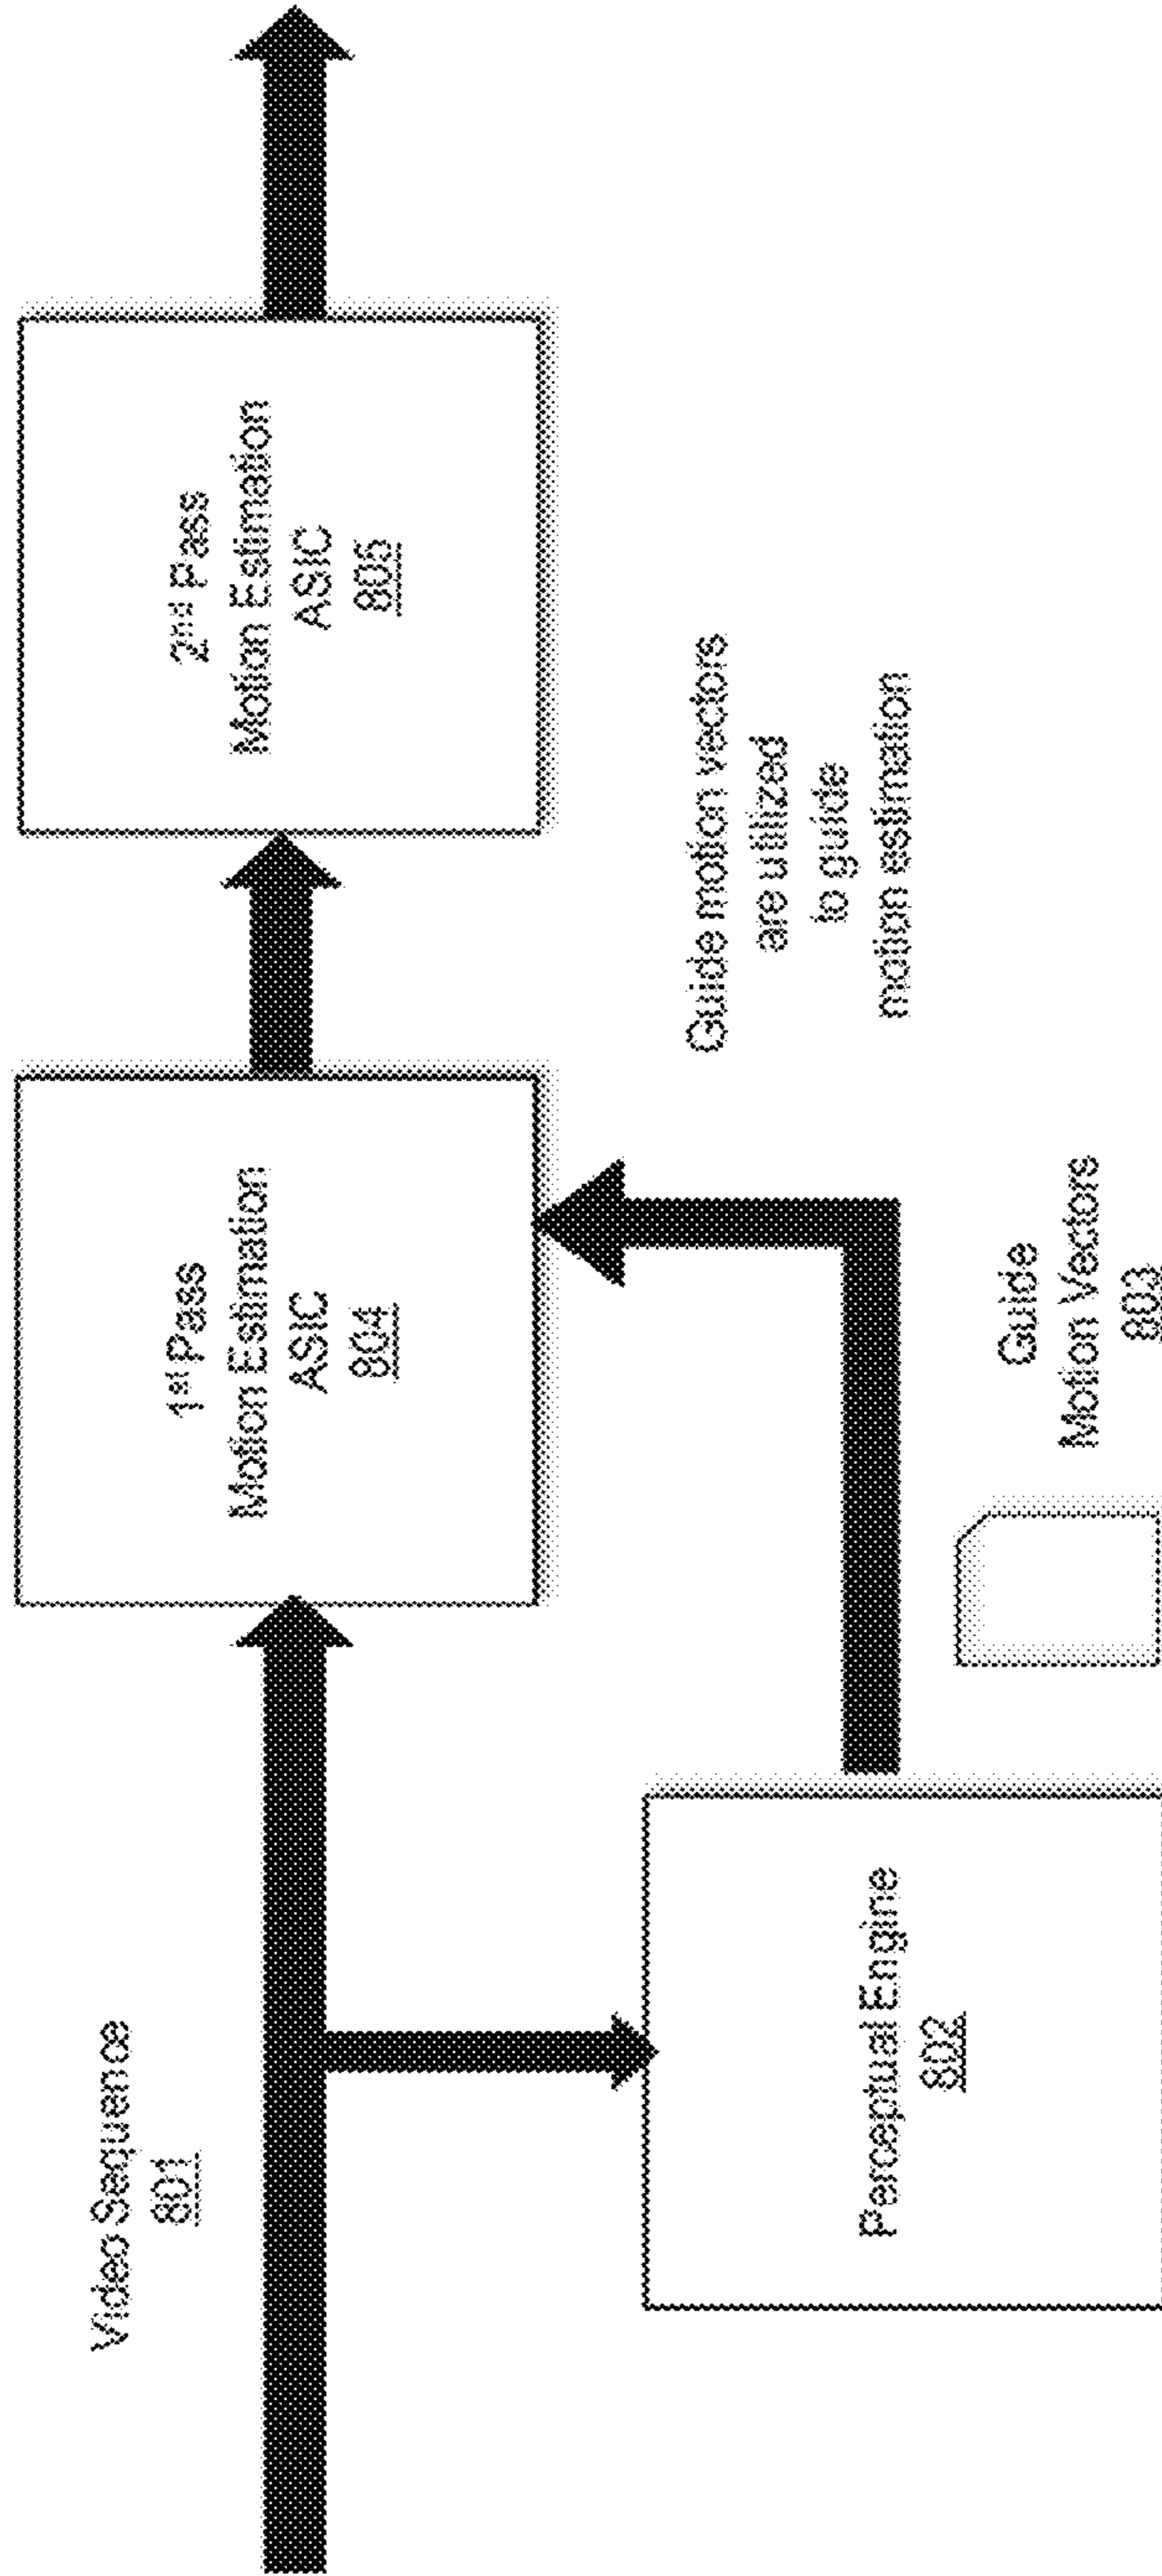 Video Sequence
801
1st Pass
Motion Estimation
ASIC
804
2nd Pass
Motion Estimation
ASIC
805
Perceptual Engine
802
Guide
Motion Vectors
803
Guide motion vectors
are utilized
to guide
motion estimation